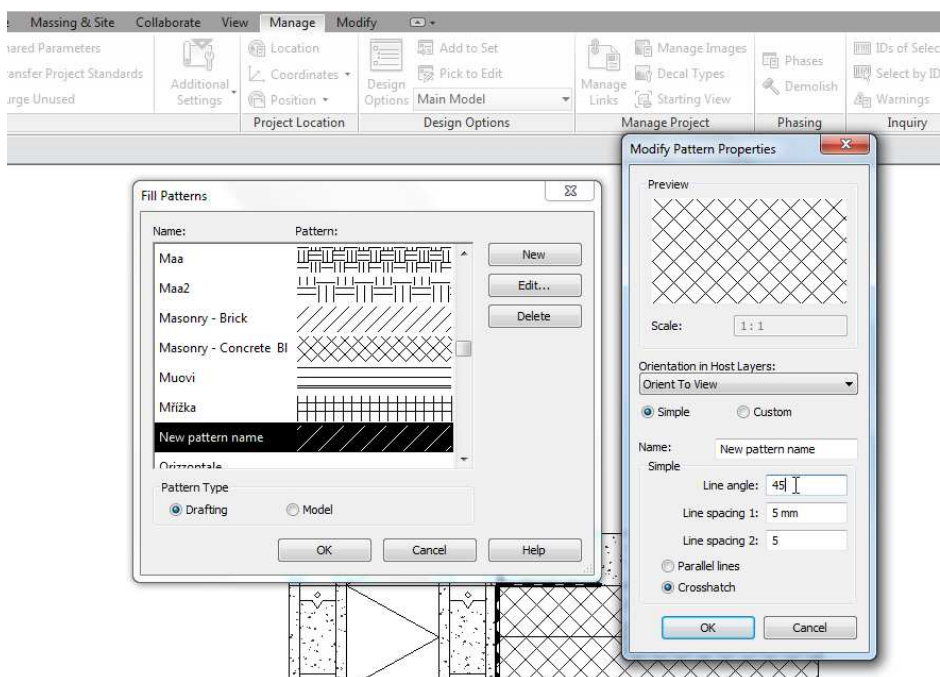 Massing & Site Collaborate View Manage Modify
hared Parameters
ransfer Project Standards
urge Unused
Additional Settings
Location
Coordinates
Position
Project Location
Design Options
Add to Set
Pick to Edit
Main Model
Design Options
Manage Links
Manage Images
Decal Types
Starting View
Manage Project
Phases
Demolish
Phasing
IDs of Selec
Select by ID
Warnings
Inquiry
Fill Patterns
Name: Pattern:
Maa
Maa2
Masonry - Brick
Masonry - Concrete Bl
Muovi
Mřížka
New pattern name
Orizzontale
New
Edit...
Delete
Pattern Type
Drafting Model
OK Cancel Help
Modify Pattern Properties
Preview
Scale: 1 : 1
Orientation in Host Layers:
Orient To View
Simple Custom
Name: New pattern name
Simple
Line angle: 45
Line spacing 1: 5 mm
Line spacing 2: 5
Parallel lines
Crosshatch
OK Cancel